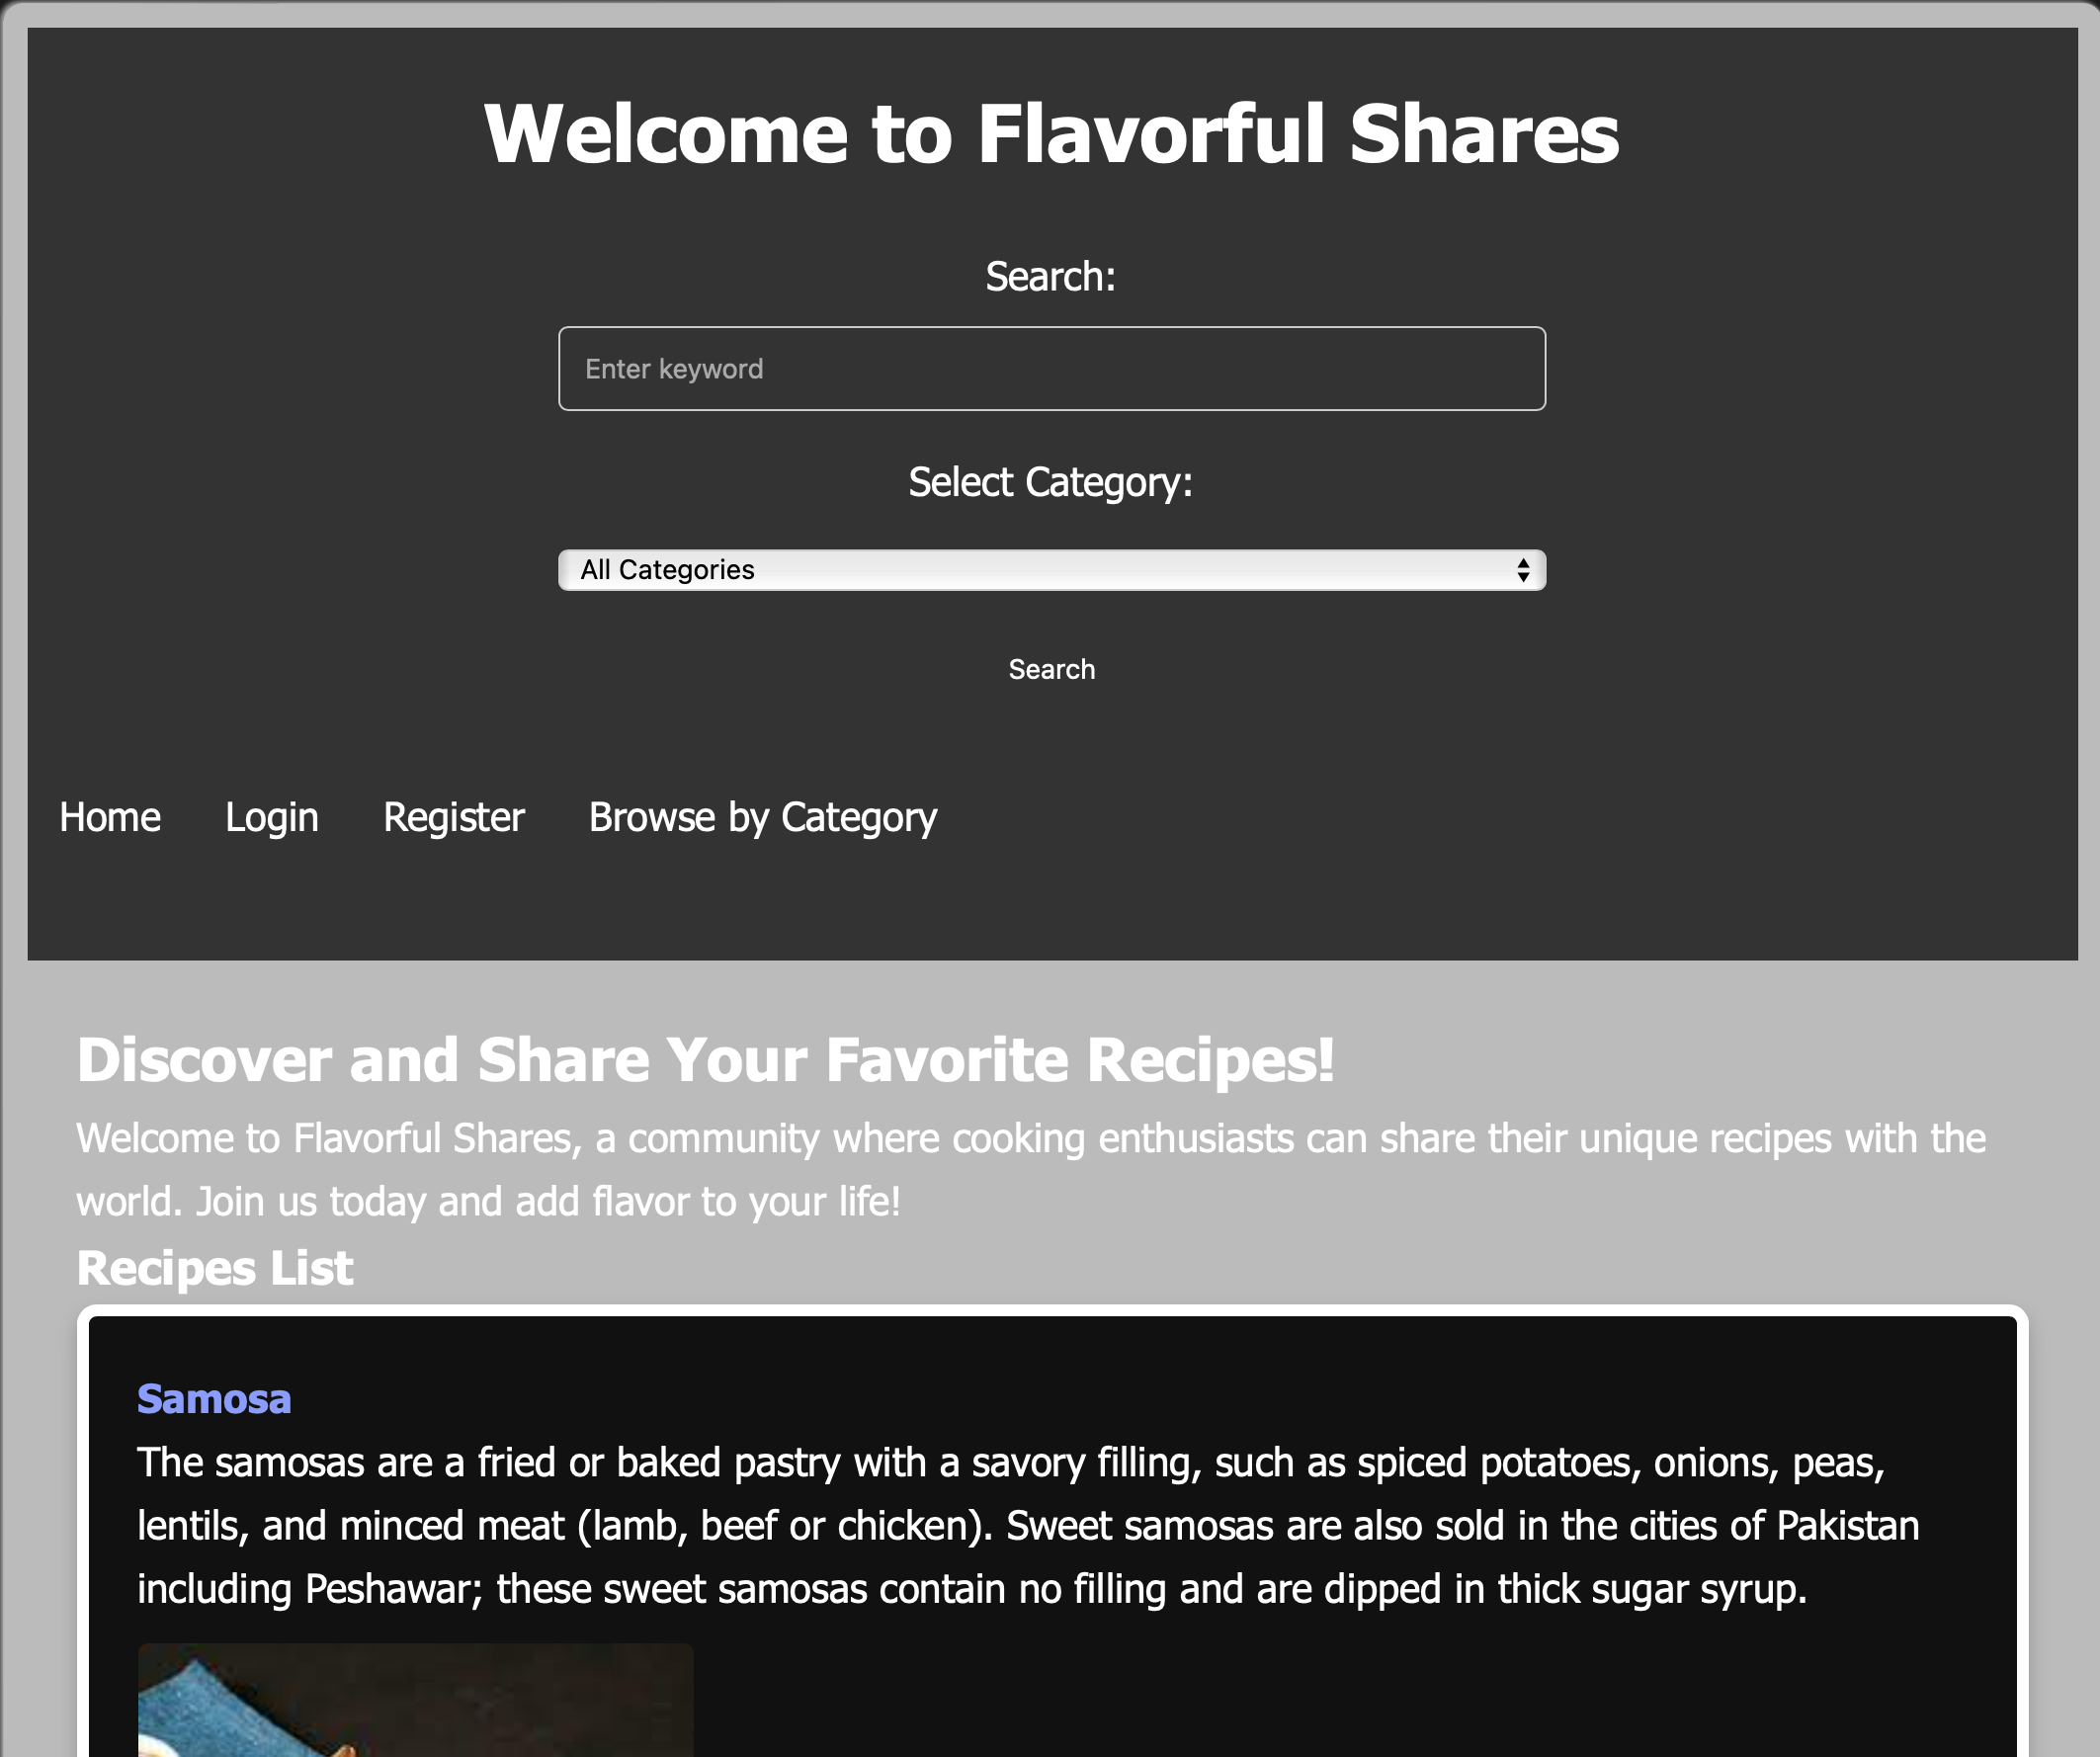 Welcome to Flavorful Shares
Search:
Enter keyword
Select Category:
All Categories
Search
Home Login Register Browse by Category
Discover and Share Your Favorite Recipes!
Welcome to Flavorful Shares, a community where cooking enthusiasts can share their unique recipes with the
world. Join us today and add flavor to your life!
Recipes List
Samosa
The samosas are a fried or baked pastry with a savory filling, such as spiced potatoes, onions, peas,
lentils, and minced meat (lamb, beef or chicken). Sweet samosas are also sold in the cities of Pakistan
including Peshawar; these sweet samosas contain no filling and are dipped in thick sugar syrup.